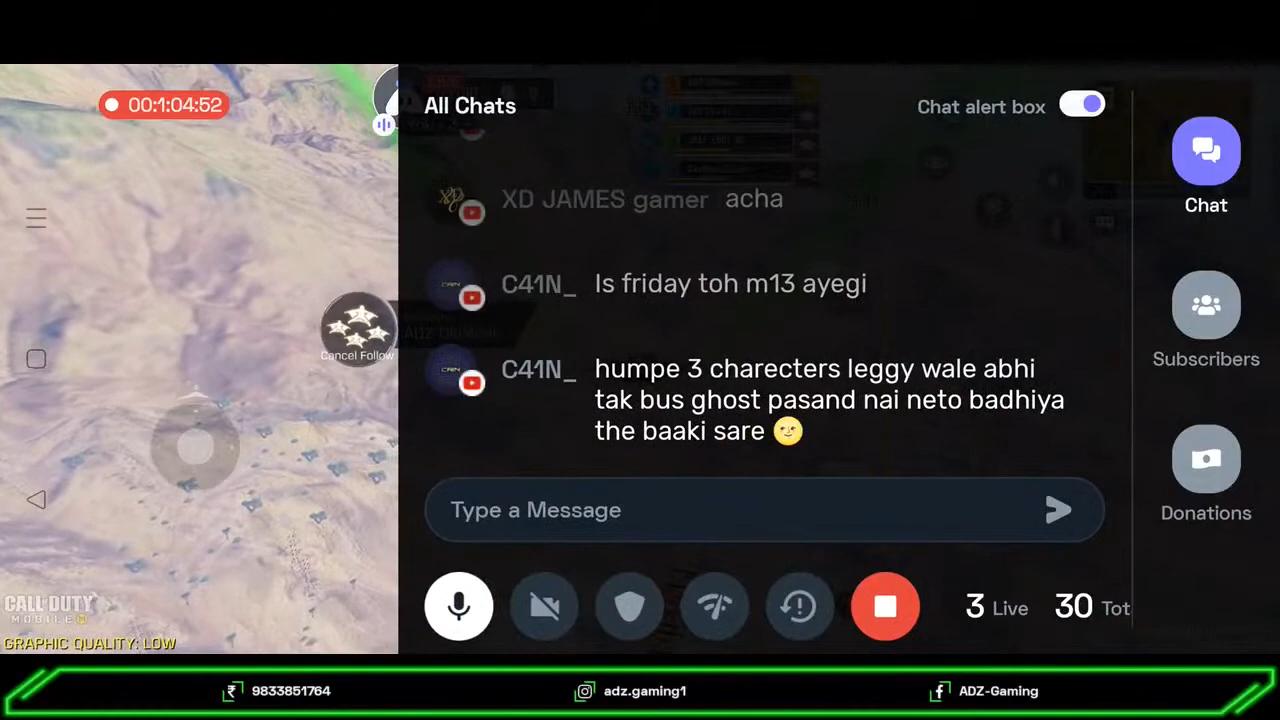 00:1:04:52
All Chats
Chat alert box
XD JAMES gamer acha
Chat
C41N_ Is friday toh m13 ayegi
Cancel Follow
C41N_ humpe 3 charecters leggy wale abhi
tak bus ghost pasand nai neto badhiya
the baaki sare 🌝
Subscribers
Type a Message
Donations
CALL OF DUTY
MOBILE
3 Live 30 Tot
GRAPHIC QUALITY: LOW
₹ 9833851764 adz.gaming1 ADZ-Gaming